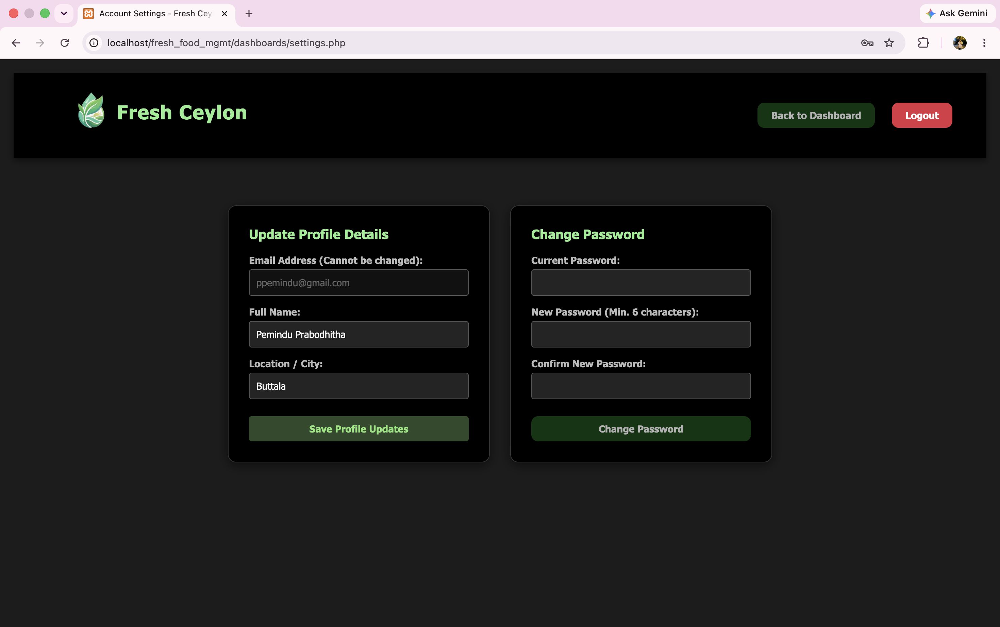 Account Settings - Fresh Cey
Ask Gemini
localhost/fresh_food_mgmt/dashboards/settings.php
Fresh Ceylon
Back to Dashboard
Logout
Update Profile Details
Email Address (Cannot be changed):
ppemindu@gmail.com
Full Name:
Pemindu Prabodhitha
Location / City:
Buttala
Save Profile Updates
Change Password
Current Password:
New Password (Min. 6 characters):
Confirm New Password:
Change Password